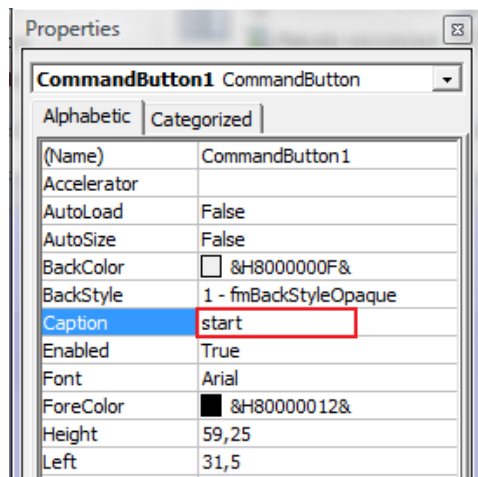 Properties
CommandButton1 CommandButton
Alphabetic Categorized
(Name) CommandButton1
Accelerator
AutoLoad False
AutoSize False
BackColor &H8000000F&
BackStyle 1 - fmBackStyleOpaque
Caption start
Enabled True
Font Arial
ForeColor &H80000012&
Height 59,25
Left 31,5